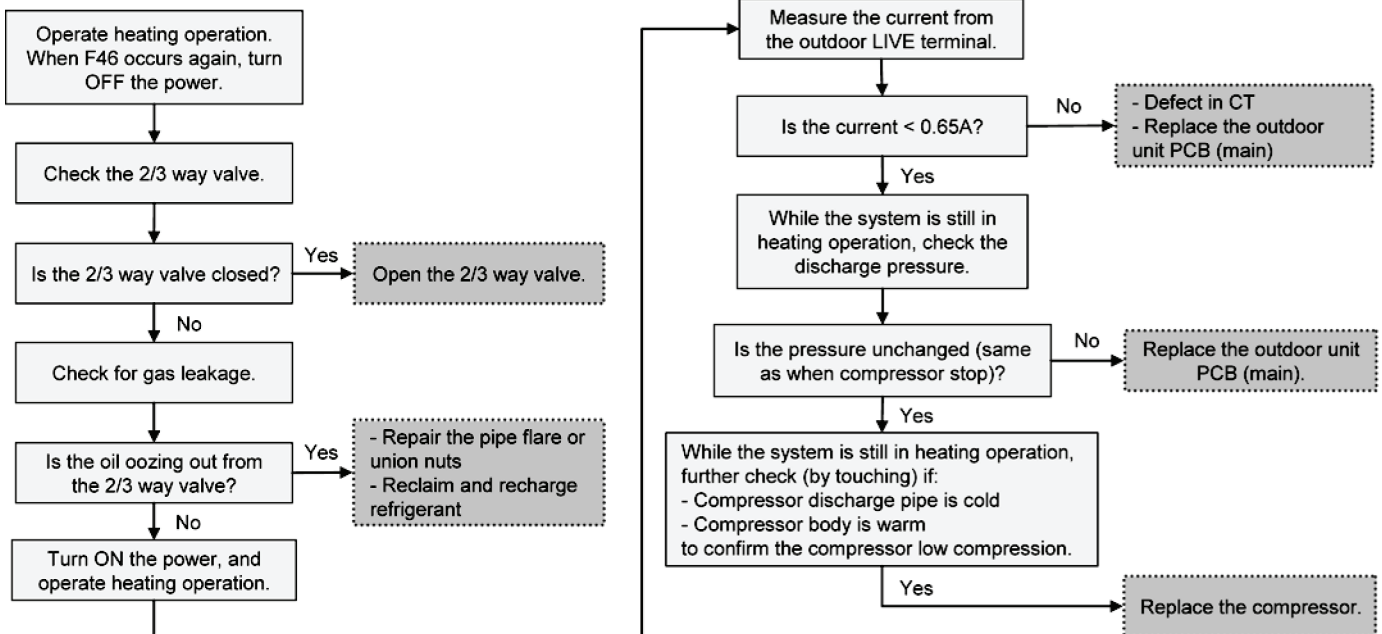 Operate heating operation.
When F46 occurs again, turn
OFF the power.
Check the 2/3 way valve.
Is the 2/3 way valve closed?
Yes
Open the 2/3 way valve.
No
Check for gas leakage.
Is the oil oozing out from
the 2/3 way valve?
Yes
- Repair the pipe flare or
union nuts
- Reclaim and recharge
refrigerant
No
Turn ON the power, and
operate heating operation.
Measure the current from
the outdoor LIVE terminal.
Is the current < 0.65A?
No
- Defect in CT
- Replace the outdoor
unit PCB (main)
Yes
While the system is still in
heating operation, check the
discharge pressure.
Is the pressure unchanged (same
as when compressor stop)?
No
Replace the outdoor unit
PCB (main).
Yes
While the system is still in heating operation,
further check (by touching) if:
- Compressor discharge pipe is cold
- Compressor body is warm
to confirm the compressor low compression.
Yes
Replace the compressor.